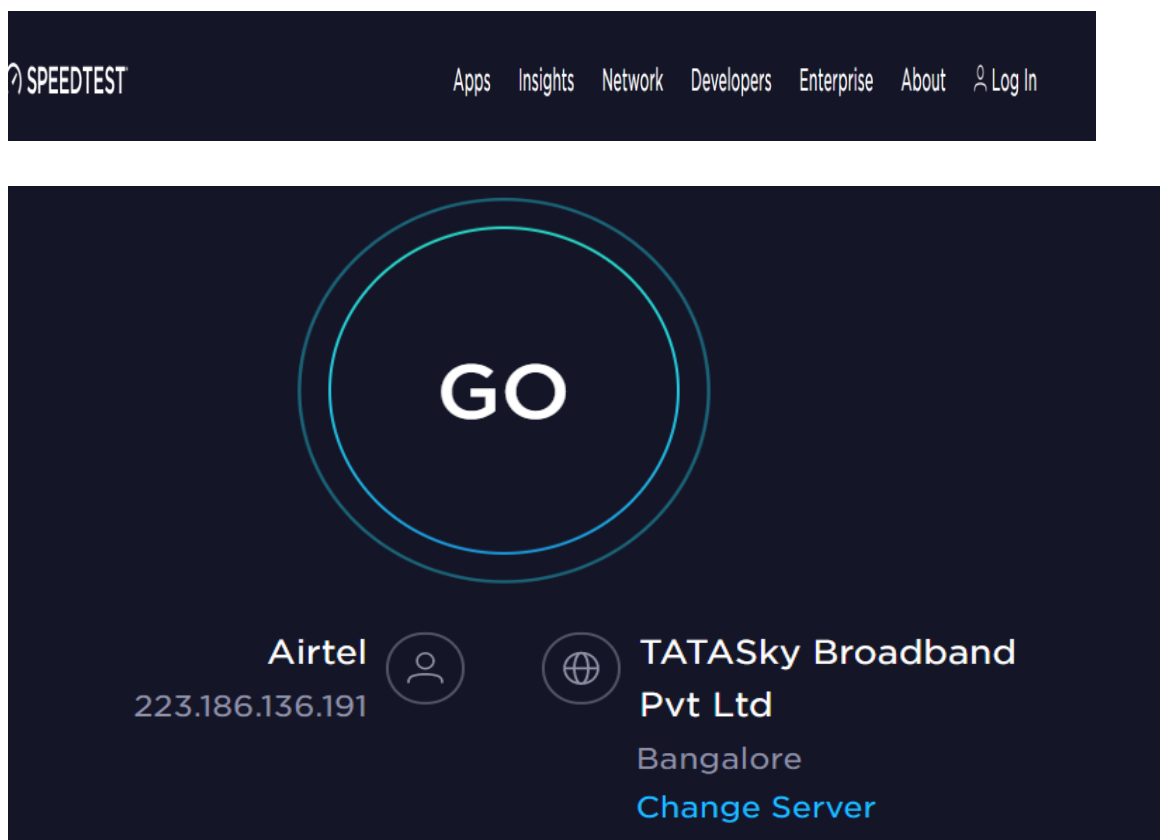 SPEEDTEST Apps Insights Network Developers Enterprise About Log In
GO
Airtel
223.186.136.191
TATASky Broadband
Pvt Ltd
Bangalore
Change Server